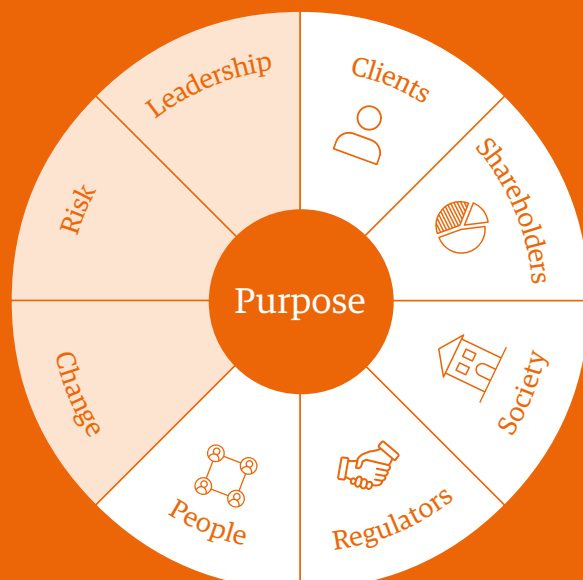 Leadership
Clients
Shareholders
Risk
Purpose
Society
Change
People
Regulators